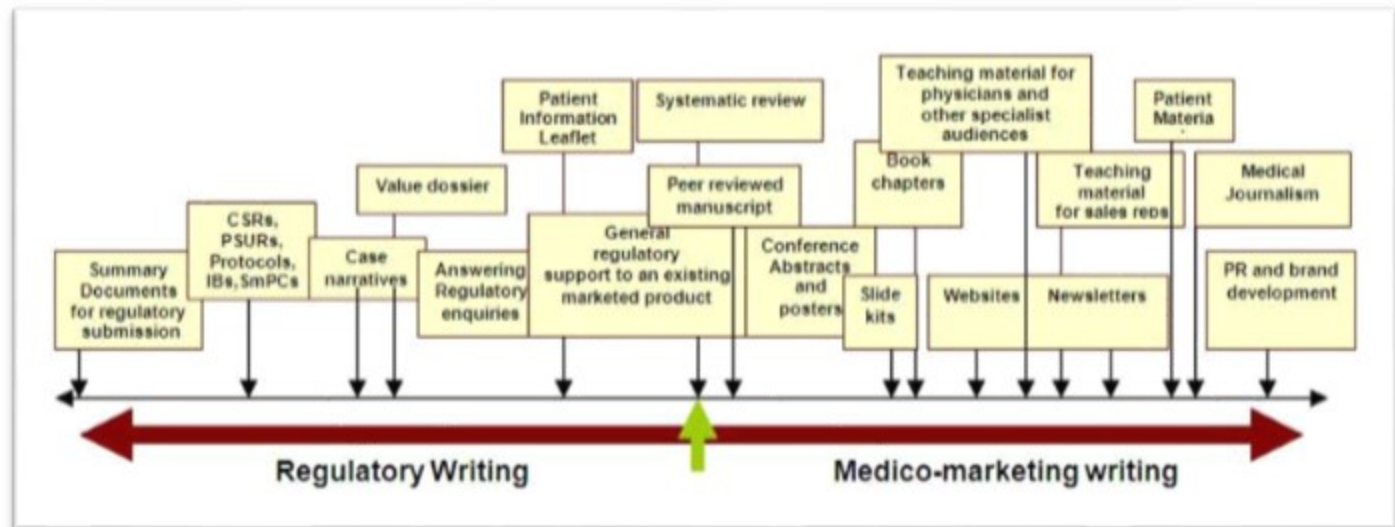 Summary
Documents
for regulatory
submission
CSRs,
PSURs,
Protocols,
IBs, SmPCs
Case
narratives
Value dossier
Answering
Regulatory
enquiries
Patient
Information
Leaflet
General
regulatory
support to an existing
marketed product
Systematic review
Peer reviewed
manuscript
Conference
Abstracts
and
posters
Book
chapters
Slide
kits
Teaching material for
physicians and
other specialist
audiences
Websites
Newsletters
Teaching
material
for sales reps
Patient
Materia
Medical
Journalism
PR and brand
development
Regulatory Writing
Medico-marketing writing